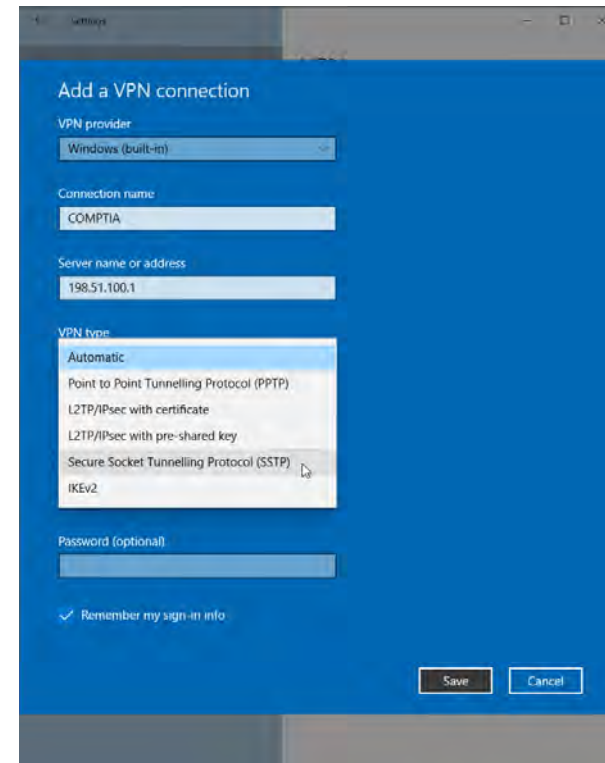 Settings
Add a VPN connection
VPN provider
Windows (built-in)
Connection name
COMPTIA
Server name or address
198.51.100.1
VPN type
Automatic
Point to Point Tunnelling Protocol (PPTP)
L2TP/IPsec with certificate
L2TP/IPsec with pre-shared key
Secure Socket Tunnelling Protocol (SSTP)
IKEv2
Password (optional)
Remember my sign-in info
Save
Cancel